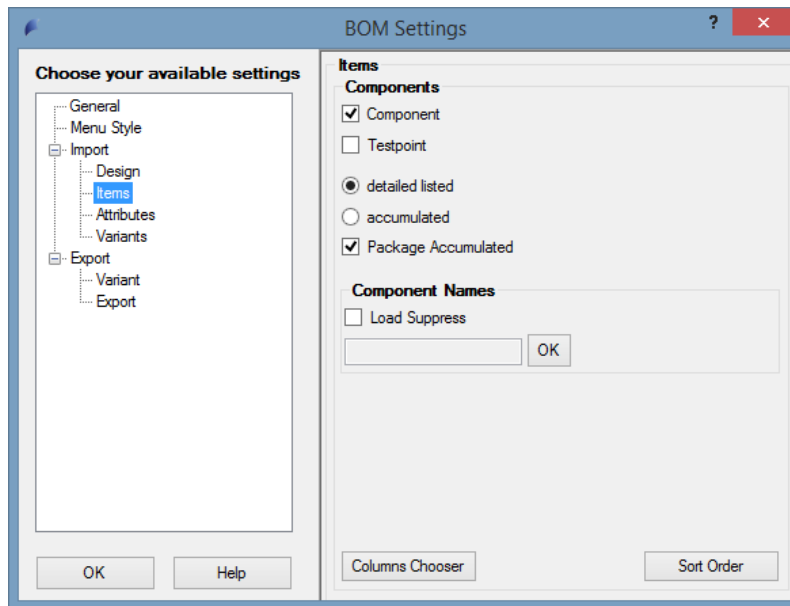 BOM Settings
?
Choose your available settings
General
Menu Style
Import
Design
Items
Attributes
Variants
Export
Variant
Export
OK
Help
Items
Components
Component
Testpoint
detailed listed
accumulated
Package Accumulated
Component Names
Load Suppress
OK
Columns Chooser
Sort Order